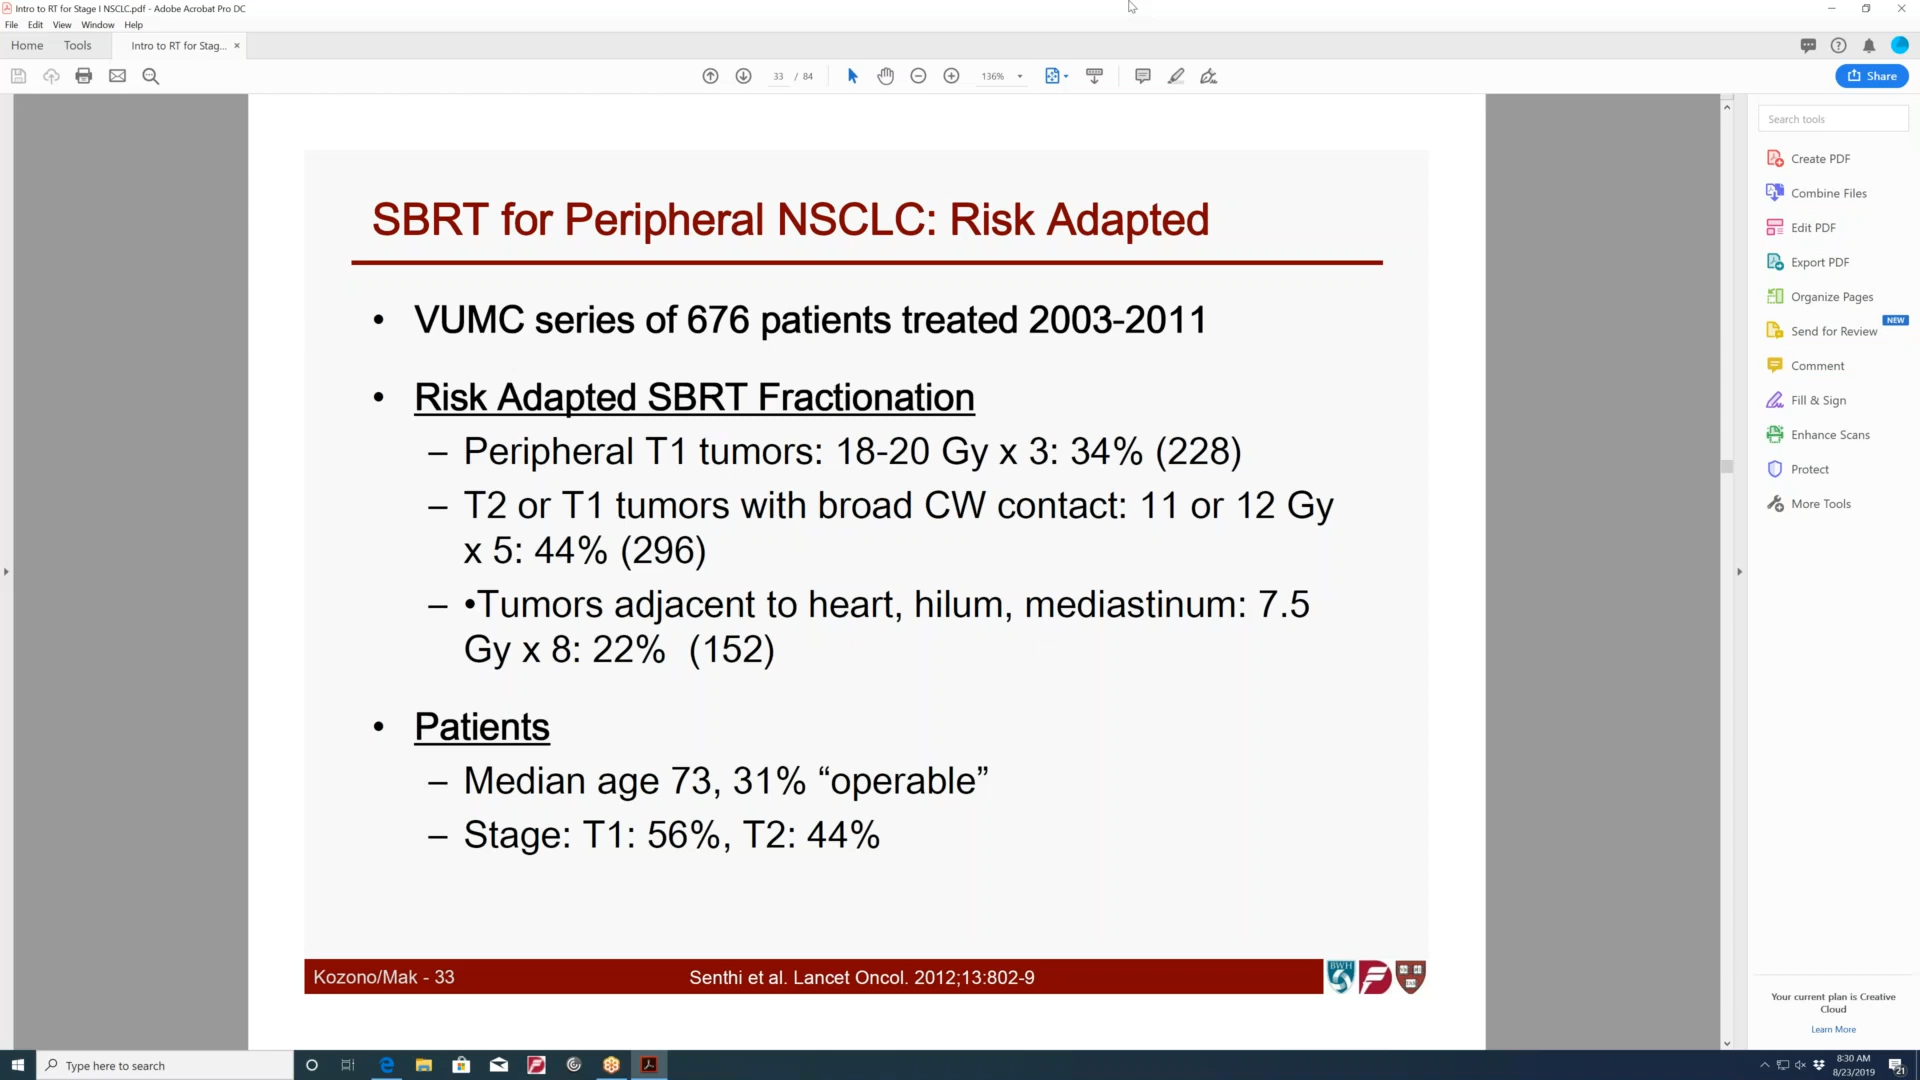 Intro to RT for Stage I NSCLC.pdf - Adobe Acrobat Pro DC
File Edit View Window Help
Home Tools Intro to RT for Stag... ×
33 / 84 136%
Share
Search tools
Create PDF
Combine Files
Edit PDF
Export PDF
Organize Pages
Send for Review NEW
Comment
Fill & Sign
Enhance Scans
Protect
More Tools
Your current plan is Creative
Cloud
Learn More
SBRT for Peripheral NSCLC: Risk Adapted
• VUMC series of 676 patients treated 2003-2011
• Risk Adapted SBRT Fractionation
– Peripheral T1 tumors: 18-20 Gy x 3: 34% (228)
– T2 or T1 tumors with broad CW contact: 11 or 12 Gy
x 5: 44% (296)
– •Tumors adjacent to heart, hilum, mediastinum: 7.5
Gy x 8: 22% (152)
• Patients
– Median age 73, 31% “operable”
– Stage: T1: 56%, T2: 44%
Kozono/Mak - 33 Senthi et al. Lancet Oncol. 2012;13:802-9
BWH
Type here to search
8:30 AM
8/23/2019
21